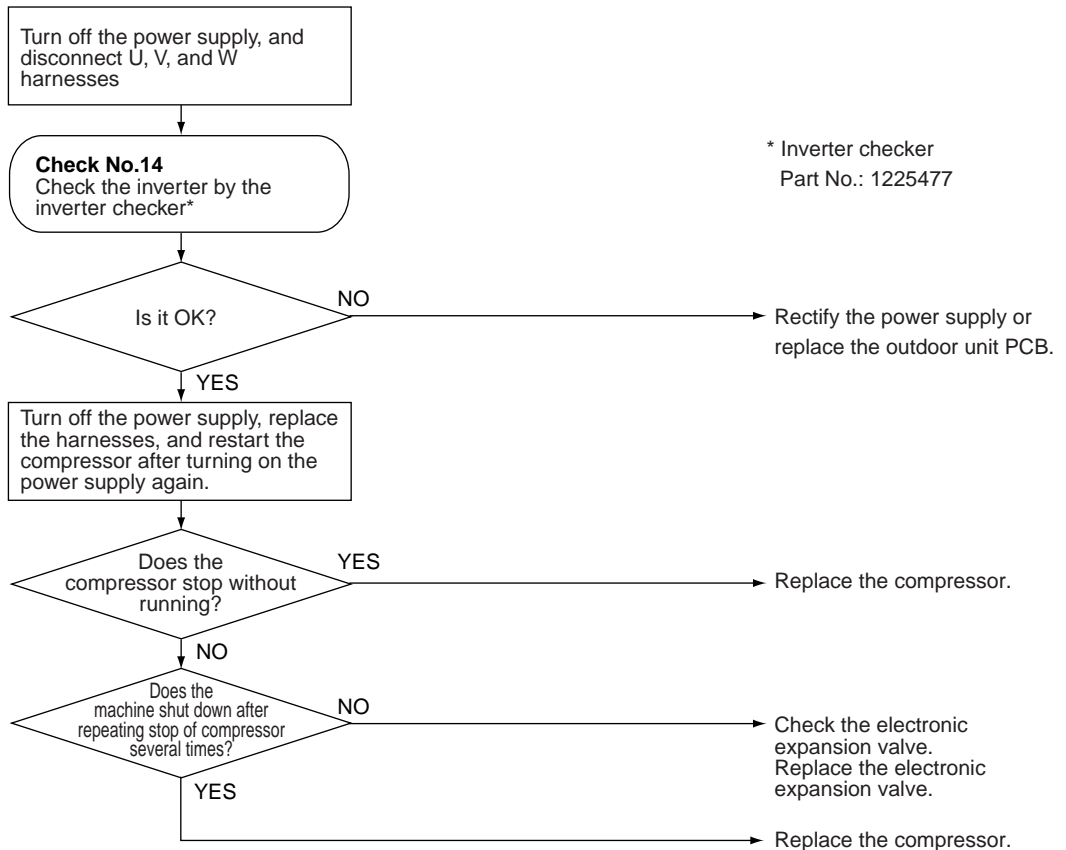 Turn off the power supply, and
disconnect U, V, and W
harnesses
Check No.14
Check the inverter by the
inverter checker*
* Inverter checker
Part No.: 1225477
Is it OK?
NO
Rectify the power supply or
replace the outdoor unit PCB.
YES
Turn off the power supply, replace
the harnesses, and restart the
compressor after turning on the
power supply again.
Does the
compressor stop without
running?
YES
Replace the compressor.
NO
Does the
machine shut down after
repeating stop of compressor
several times?
NO
Check the electronic
expansion valve.
Replace the electronic
expansion valve.
YES
Replace the compressor.